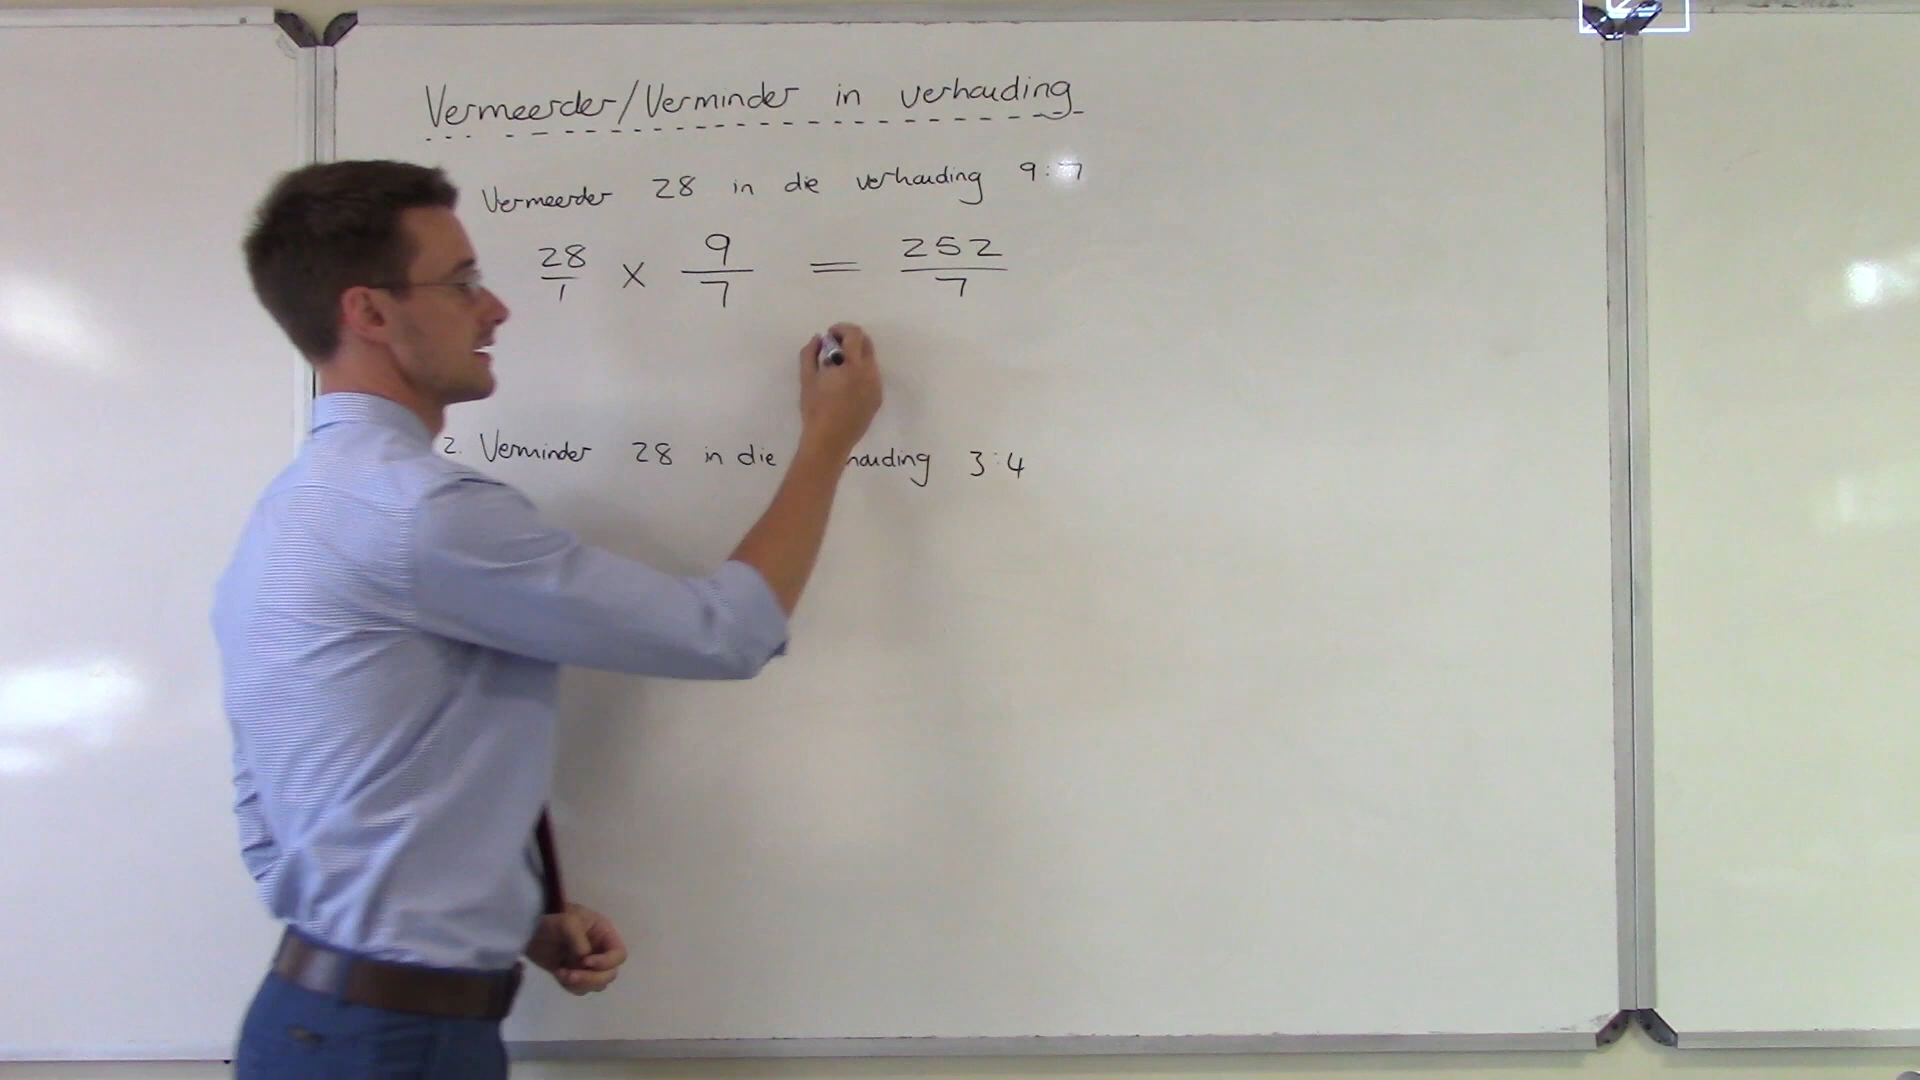 Vermeerder/Verminder in verhouding
Vermeerder 28 in die verhouding 9:7
28/1 × 9/7 = 252/7
2. Verminder 28 in die houding 3:4